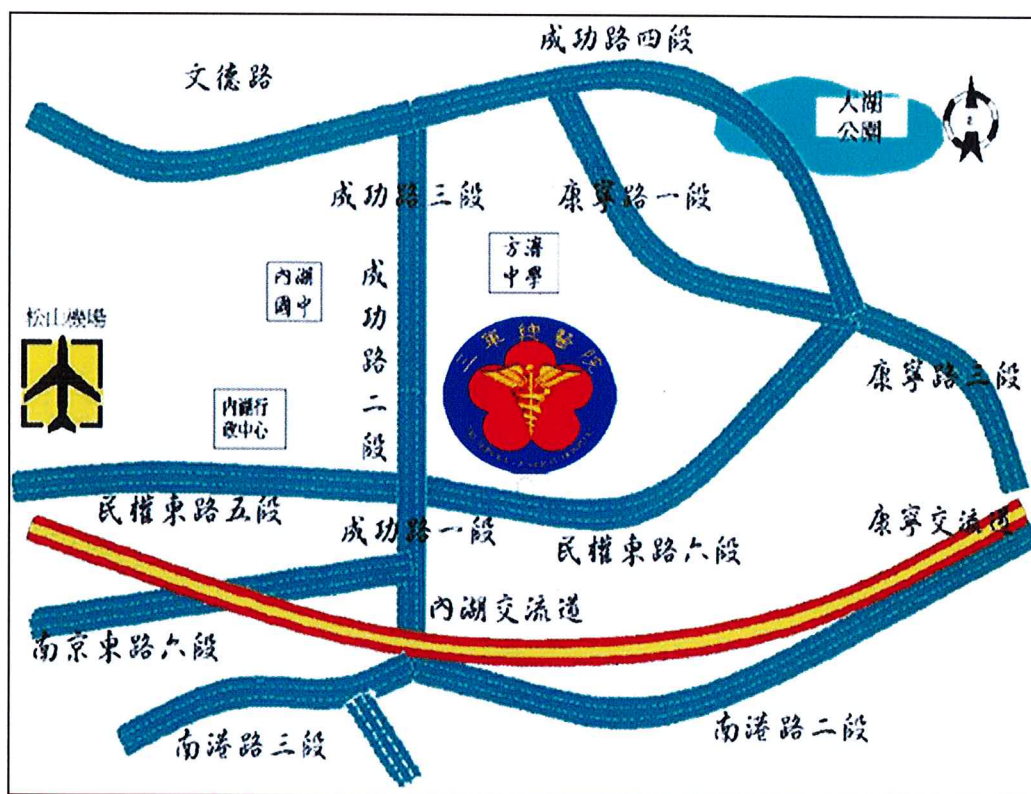 成功路四段
文德路
大湖
公園
成功路三段
康寧路一段
方濟
中學
內湖
國中
成功路二段
松山機場
三軍總醫院
康寧路三段
內湖行
政中心
民權東路五段
成功路一段
康寧交流道
民權東路六段
內湖交流道
南京東路六段
南港路二段
南港路三段